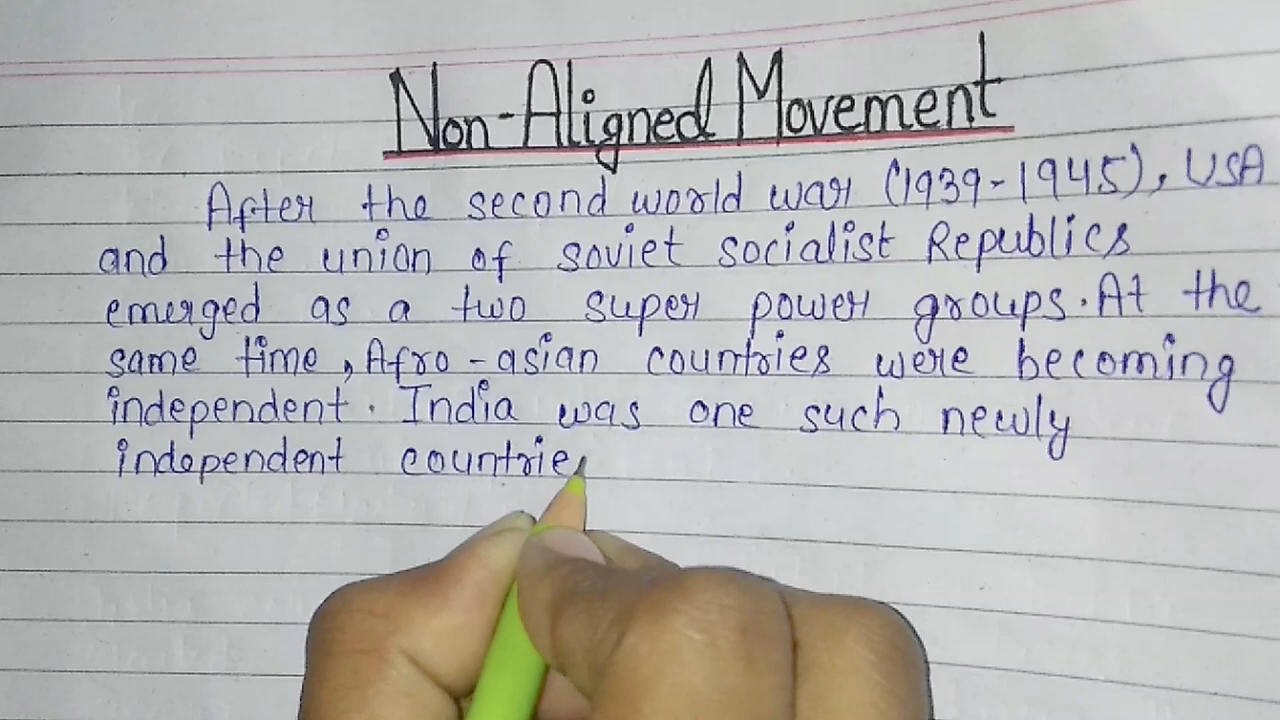 Non-Aligned Movement
After the second world war (1939-1945), USA
and the union of soviet socialist Republics
emerged as a two super power groups. At the
same time, Afro-asian countries were becoming
independent. India was one such newly
independent countrie